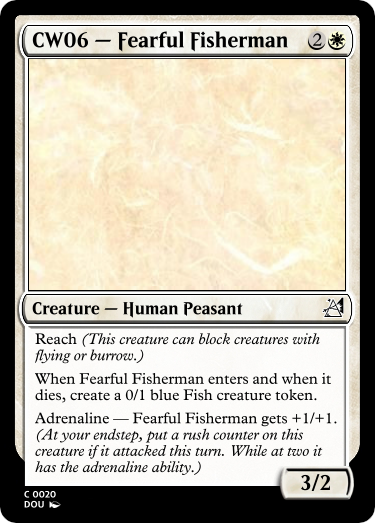 CW06 — Fearful Fisherman 2
Creature — Human Peasant
Reach (This creature can block creatures with
flying or burrow.)
When Fearful Fisherman enters and when it
dies, create a 0/1 blue Fish creature token.
Adrenaline — Fearful Fisherman gets +1/+1.
(At your endstep, put a rush counter on this
creature if it attacked this turn. While at two it
has the adrenaline ability.)
3/2
C 0020
DOU